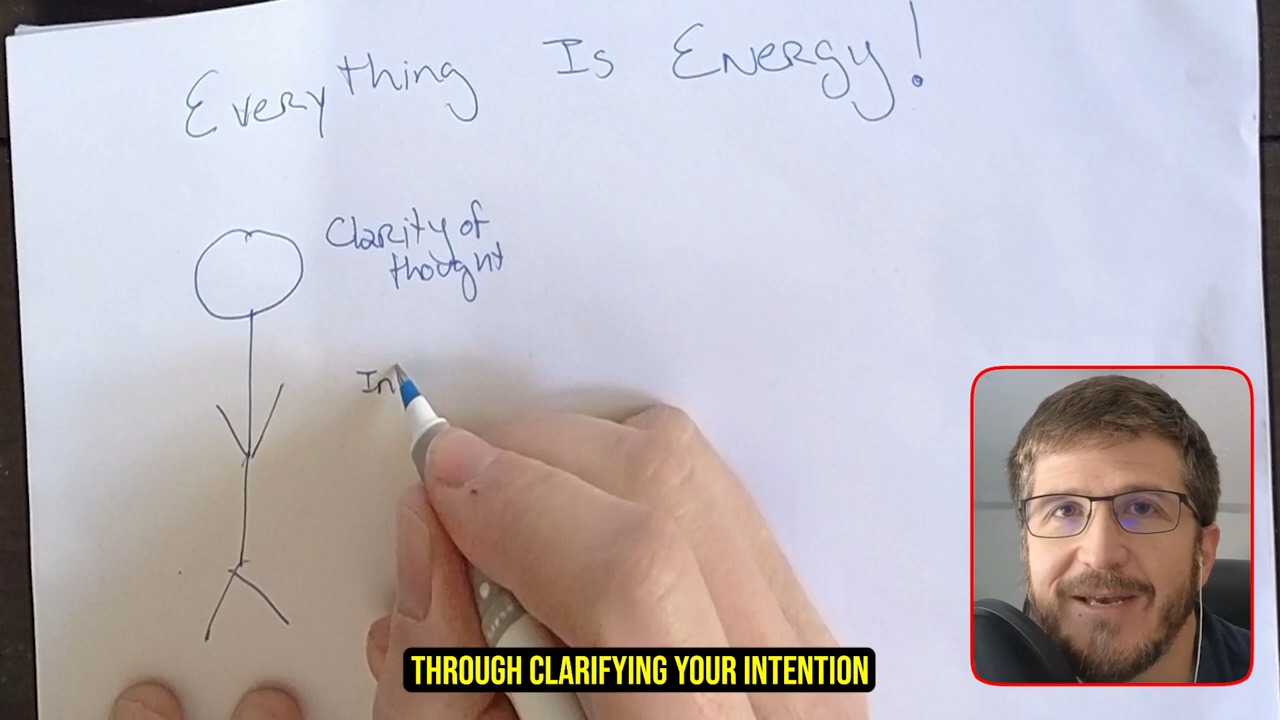 Everything Is Energy!
Clarity of
thought
In
THROUGH CLARIFYING YOUR INTENTION